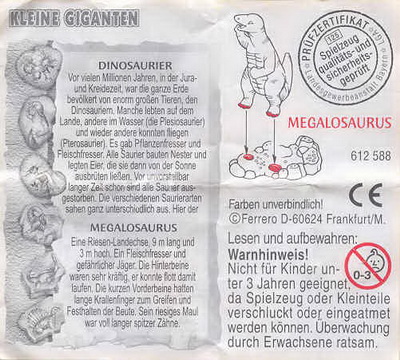 KLEINE GIGANTEN
DINOSAURIER
Vor vielen Millionen Jahren, in der Jura-
und Kreidezeit, war die ganze Erde
bevölkert von enorm großen Tieren, den
Dinosauriern. Manche lebten auf dem
Lande, andere im Wasser (die Plesiosaurier)
und wieder andere konnten fliegen
(Pterosaurier). Es gab Pflanzenfresser und
Fleischfresser. Alle Saurier bauten Nester und
legten Eier, die sie dann von der Sonne
ausbrüten ließen. Vor unvorstellbar
langer Zeit schon sind alle Saurier aus-
gestorben. Die verschiedenen Saurierarten
sahen ganz unterschiedlich aus. Hier der
MEGALOSAURUS
Eine Riesen-Landechse, 9 m lang und
3 m hoch. Ein Fleischfresser und
gefährlicher Jäger. Die Hinterbeine
waren sehr kräftig, er konnte flott damit
laufen. Die kurzen Vorderbeine hatten
lange Krallenfinger zum Greifen und
Festhalten der Beute. Sein riesiges Maul
war voll langer spitzer Zähne.
PRÜFZERTIFIKAT
Landesgewerbeanstalt Bayern
Spielzeug
qualitäts- und
sicherheits-
geprüft
MEGALOSAURUS
612 588
CE
Farben unverbindlich!
©Ferrero D-60624 Frankfurt/M.
Lesen und aufbewahren:
Warnhinweis!
Nicht für Kinder un-
ter 3 Jahren geeignet,
da Spielzeug oder Kleinteile
verschluckt oder eingeatmet
werden können. Überwachung
durch Erwachsene ratsam.
0-3